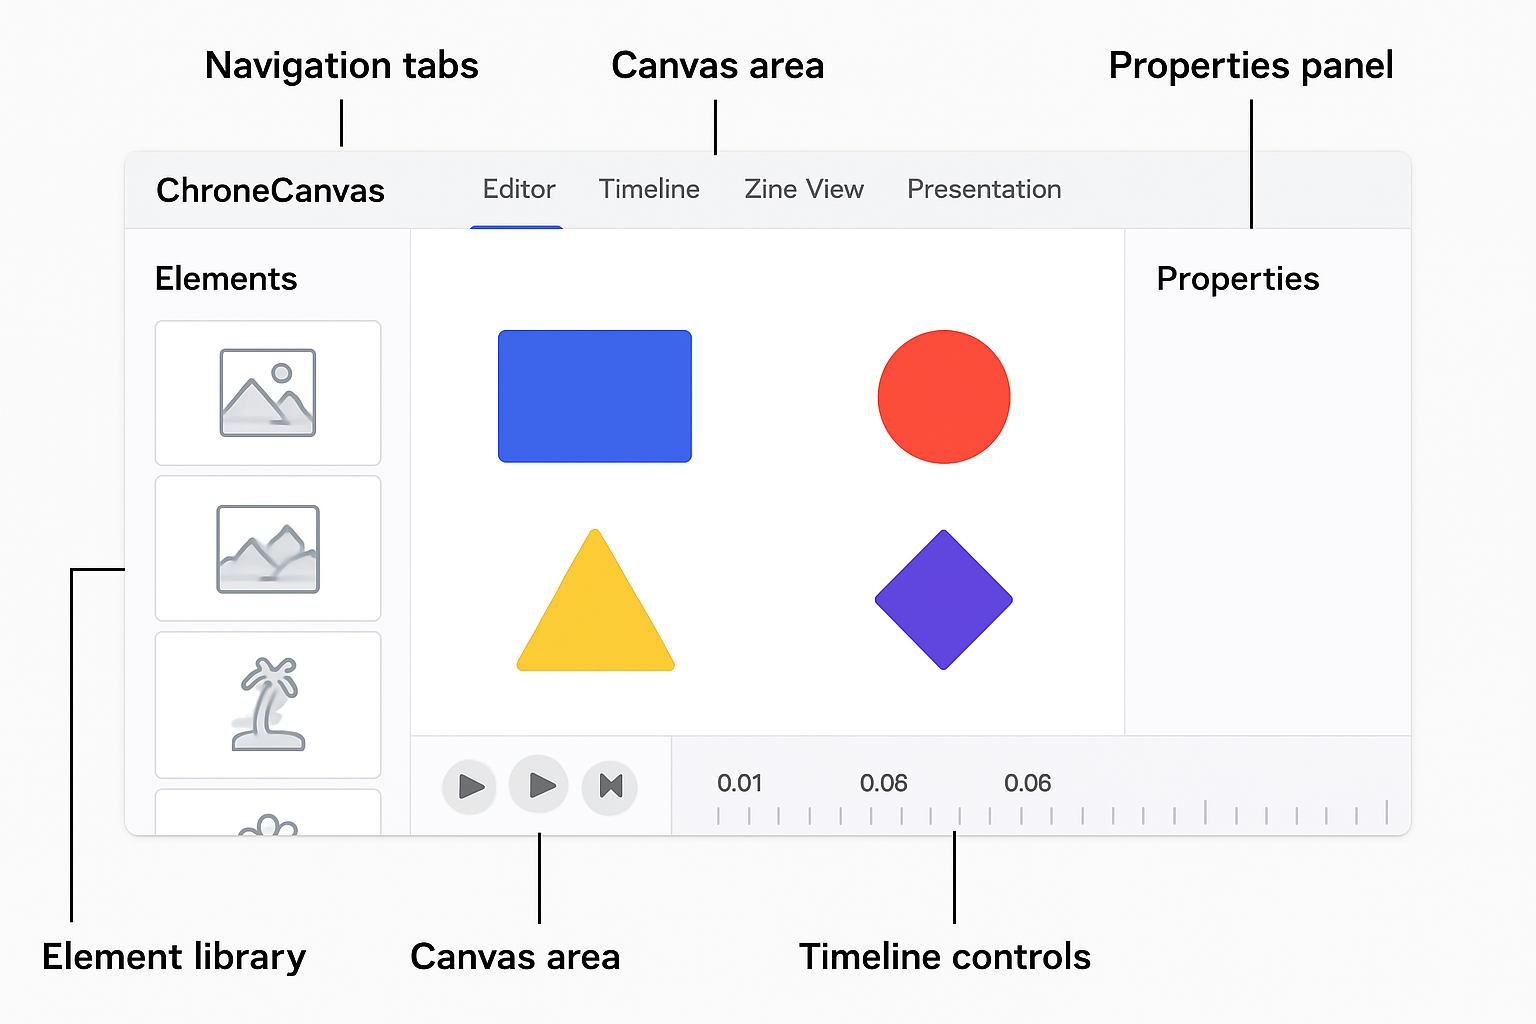 Navigation tabs
Canvas area
Properties panel
ChroneCanvas
Editor
Timeline
Zine View
Presentation
Elements
Properties
0.01
0.06
0.06
Element library
Canvas area
Timeline controls